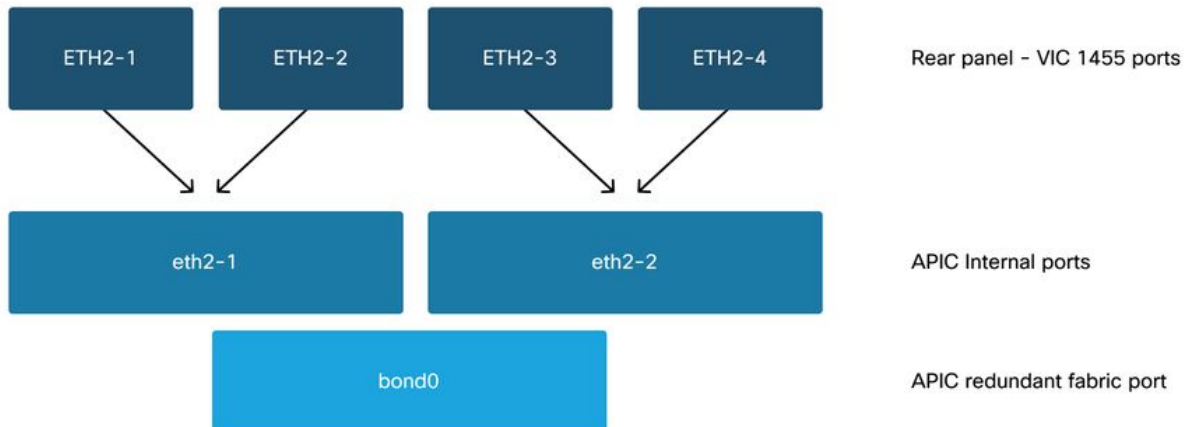 ETH2-1 ETH2-2 ETH2-3 ETH2-4 Rear panel - VIC 1455 ports
eth2-1 eth2-2 APIC Internal ports
bond0 APIC redundant fabric port